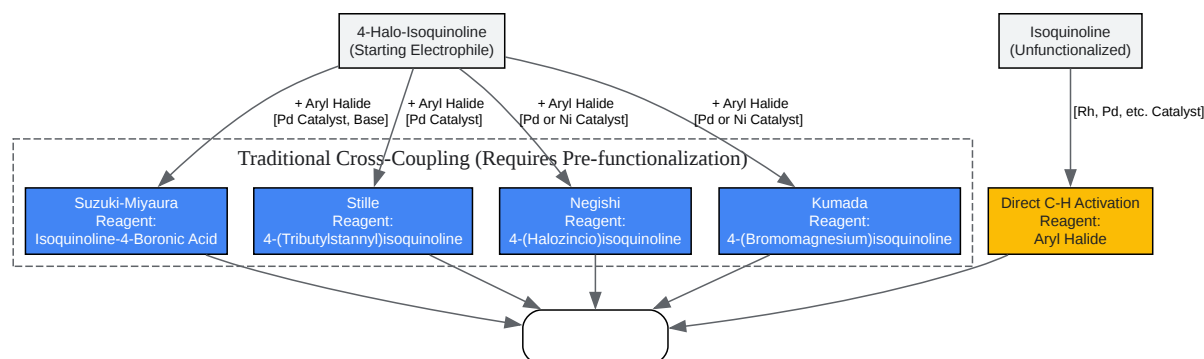 4-Halo-Isoquinoline
(Starting Electrophile)
Isoquinoline
(Unfunctionalized)
+ Aryl Halide
[Pd Catalyst, Base]
+ Aryl Halide
[Pd Catalyst]
+ Aryl Halide
[Pd or Ni Catalyst]
+ Aryl Halide
[Pd or Ni Catalyst]
[Rh, Pd, etc. Catalyst]
Traditional Cross-Coupling (Requires Pre-functionalization)
Suzuki-Miyaura
Reagent:
Isoquinoline-4-Boronic Acid
Stille
Reagent:
4-(Tributylstannyl)isoquinoline
Negishi
Reagent:
4-(Halozincio)isoquinoline
Kumada
Reagent:
4-(Bromomagnesium)isoquinoline
Direct C-H Activation
Reagent:
Aryl Halide